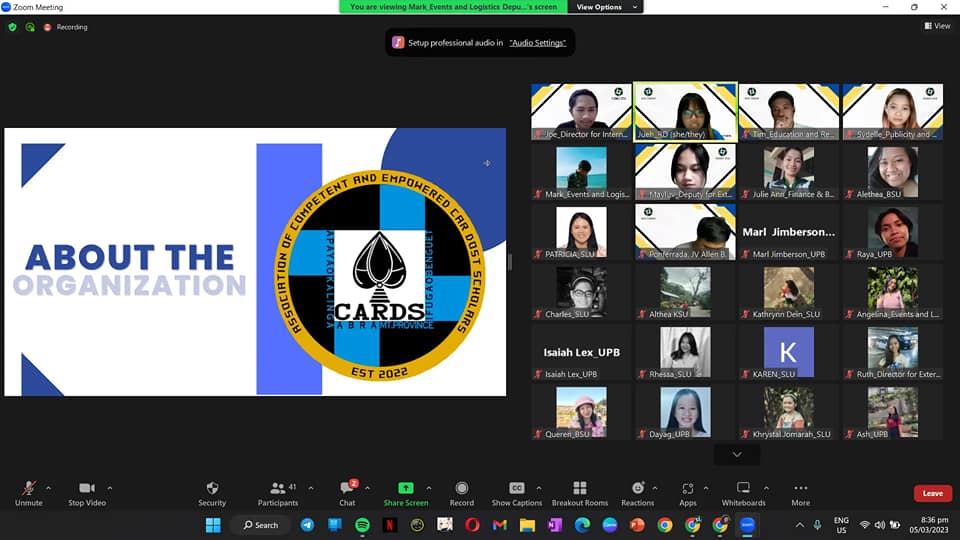 Zoom Meeting
You are viewing Mark_Events and Logistics Depu...'s screen
View Options
Recording
View
Setup professional audio in "Audio Settings"
ABOUT THE
ORGANIZATION
ASSOCIATION OF COMPETENT AND EMPOWERED CAR DOST SCHOLARS
APAYAO
KALINGA
IFUGAO
BENGUET
CARDS
ABRA MT.PROVINCE
EST 2022
Joe_Director for Intern...
Jueh_RD (she/they)
Tim_Education and Re...
Sydelle_Publicity and ...
Mark_Events and Logis...
Mayluv_Deputy for Ext...
Julie Ann_Finance & B...
Alethea_BSU
PATRICIA_SLU
Ponferrada, JV Allen B.
Marl Jimberson...
Marl Jimberson_UPB
Raya_UPB
Charles_SLU
Althea KSU
Kathrynn Dein_SLU
Angelina_Events and L...
Isaiah Lex_UPB
Isaiah Lex_UPB
Rhessa_SLU
K
KAREN_SLU
Ruth_Director for Exter...
Queren_BSU
Dayag_UPB
Khrystal Jomarah_SLU
Ash_UPB
Unmute
Stop Video
Security
Participants
41
Chat
2
Share Screen
Record
CC
Show Captions
Breakout Rooms
Reactions
Apps
Whiteboards
More
Leave
Search
ENG
US
8:36 pm
05/03/2023